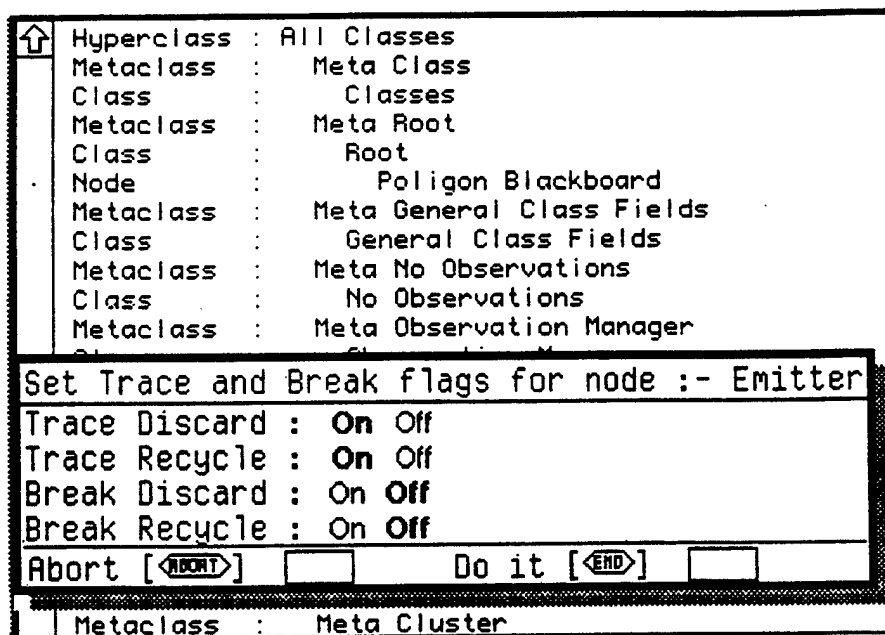 Hyperclass : All Classes
Metaclass : Meta Class
Class : Classes
Metaclass : Meta Root
Class : Root
Node : Poligon Blackboard
Metaclass : Meta General Class Fields
Class : General Class Fields
Metaclass : Meta No Observations
Class : No Observations
Metaclass : Meta Observation Manager
Set Trace and Break flags for node :- Emitter
Trace Discard : On Off
Trace Recycle : On Off
Break Discard : On Off
Break Recycle : On Off
Abort [<ABORT>] Do it [<END>]
Metaclass : Meta Cluster